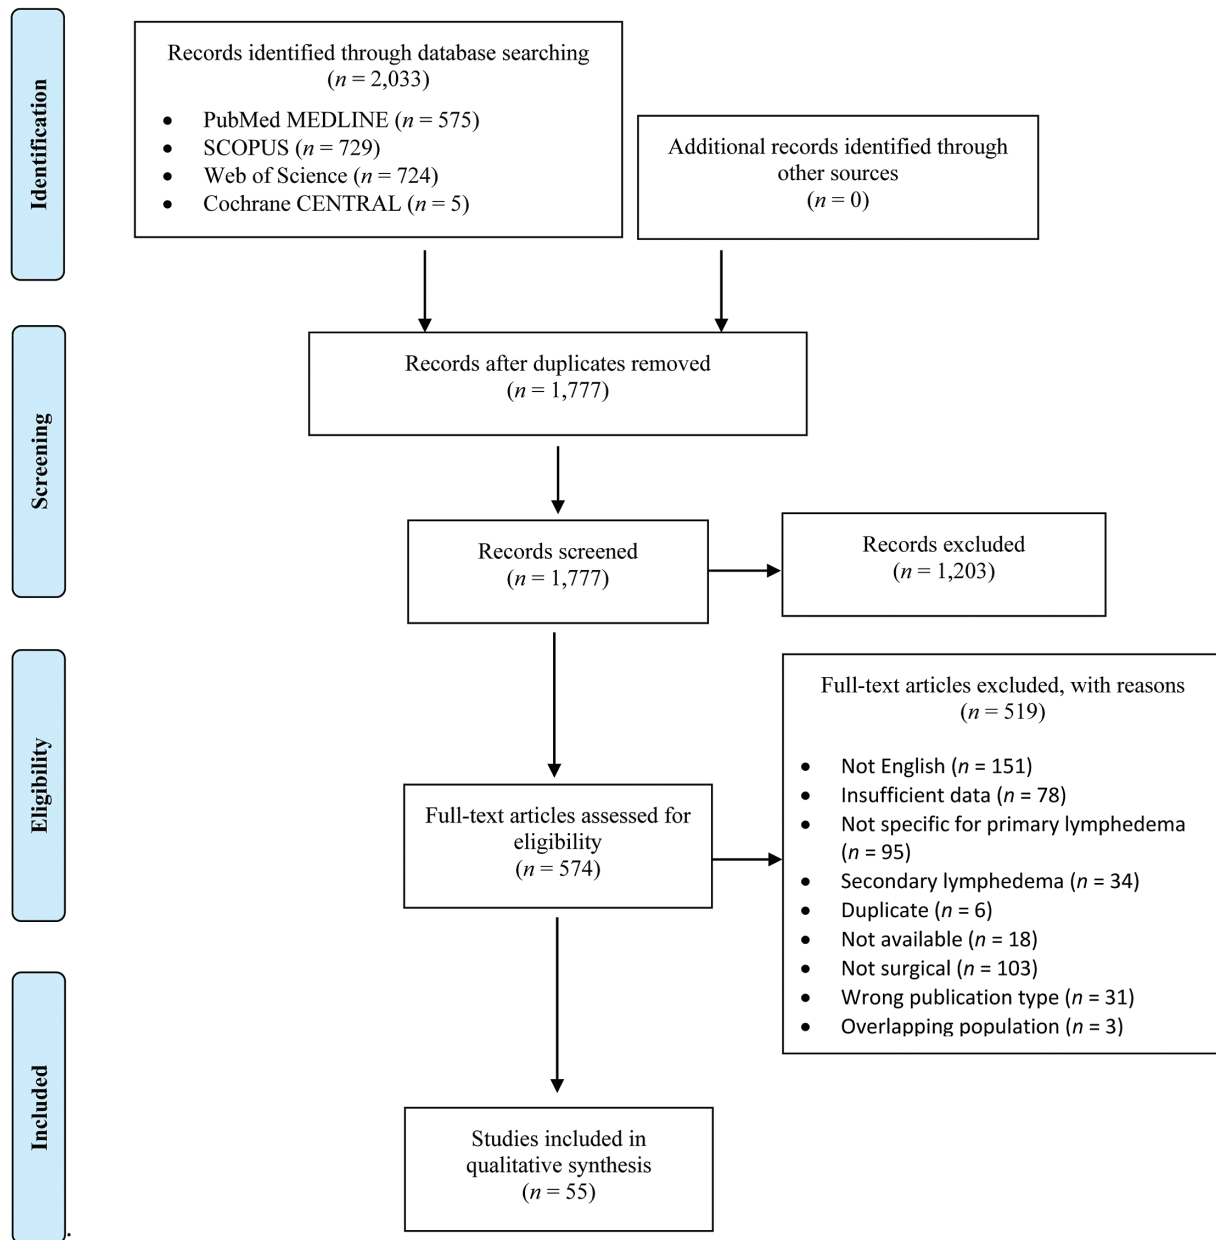 Identification
Records identified through database searching
(n = 2,033)
• PubMed MEDLINE (n = 575)
• SCOPUS (n = 729)
• Web of Science (n = 724)
• Cochrane CENTRAL (n = 5)
Additional records identified through
other sources
(n = 0)
Screening
Records after duplicates removed
(n = 1,777)
Records screened
(n = 1,777)
Records excluded
(n = 1,203)
Eligibility
Full-text articles assessed for
eligibility
(n = 574)
Full-text articles excluded, with reasons
(n = 519)
• Not English (n = 151)
• Insufficient data (n = 78)
• Not specific for primary lymphedema
(n = 95)
• Secondary lymphedema (n = 34)
• Duplicate (n = 6)
• Not available (n = 18)
• Not surgical (n = 103)
• Wrong publication type (n = 31)
• Overlapping population (n = 3)
Included
Studies included in
qualitative synthesis
(n = 55)
.